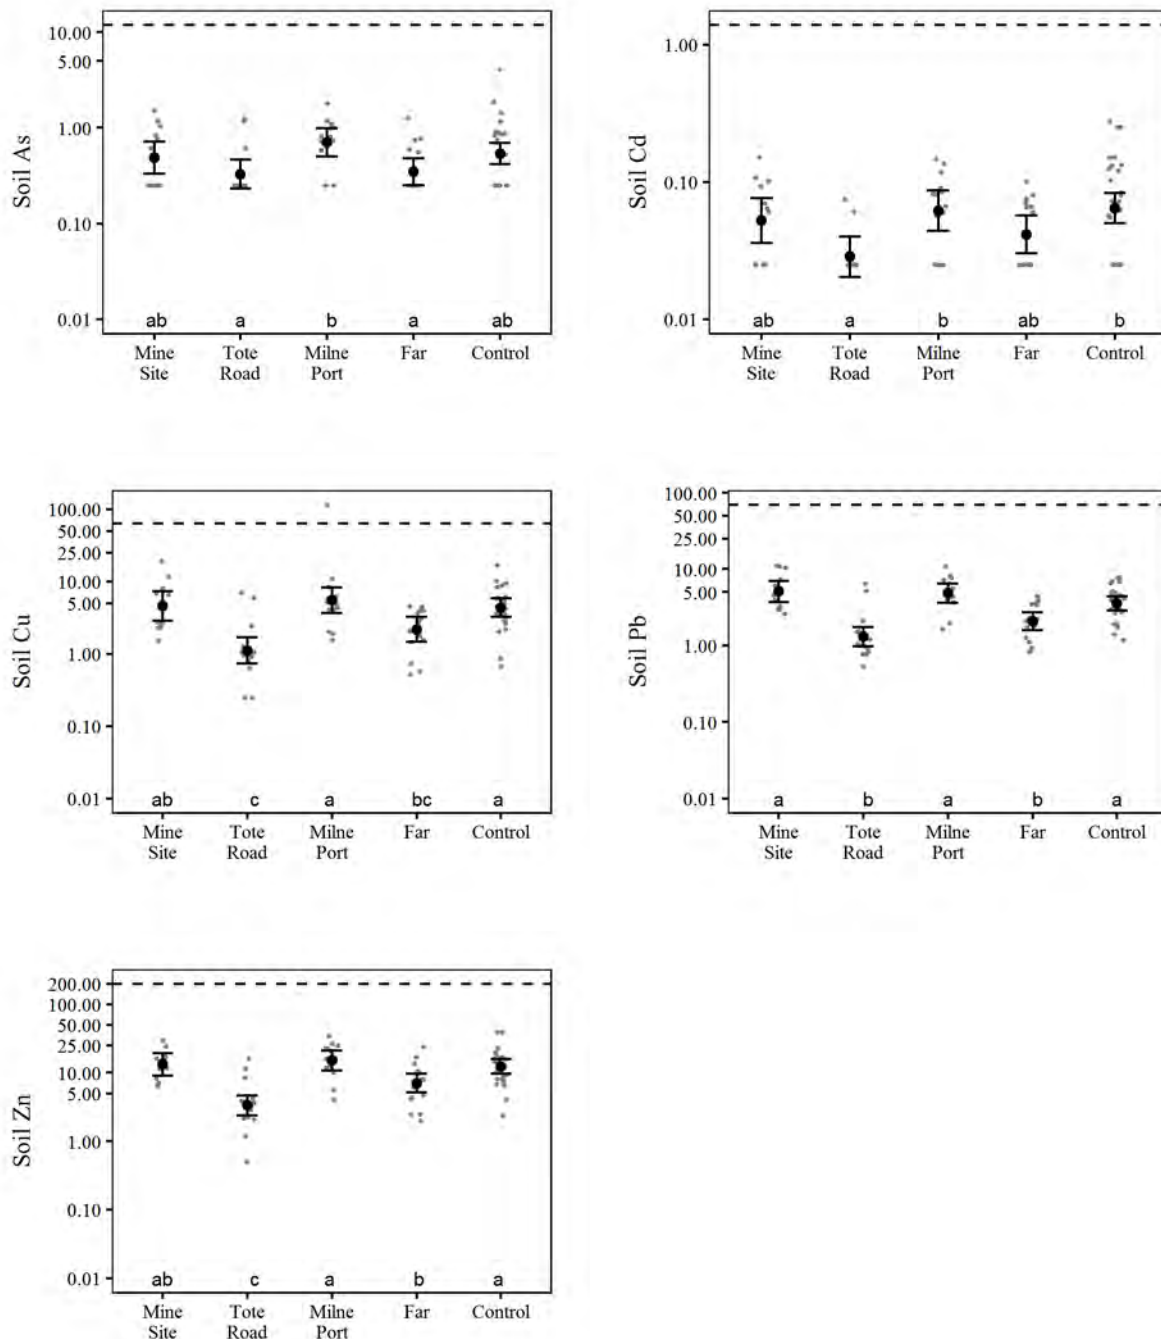 Soil As
10.00
5.00
1.00
0.10
0.01
ab a b a ab
Mine Tote Milne Far Control
Site Road Port
Soil Cd
1.00
0.10
0.01
ab a b ab b
Mine Tote Milne Far Control
Site Road Port
Soil Cu
100.00
50.00
25.00
10.00
5.00
1.00
0.10
0.01
ab c a bc a
Mine Tote Milne Far Control
Site Road Port
Soil Pb
100.00
50.00
25.00
10.00
5.00
1.00
0.10
0.01
a b a b a
Mine Tote Milne Far Control
Site Road Port
Soil Zn
200.00
100.00
50.00
25.00
10.00
5.00
1.00
0.10
0.01
ab c a b a
Mine Tote Milne Far Control
Site Road Port